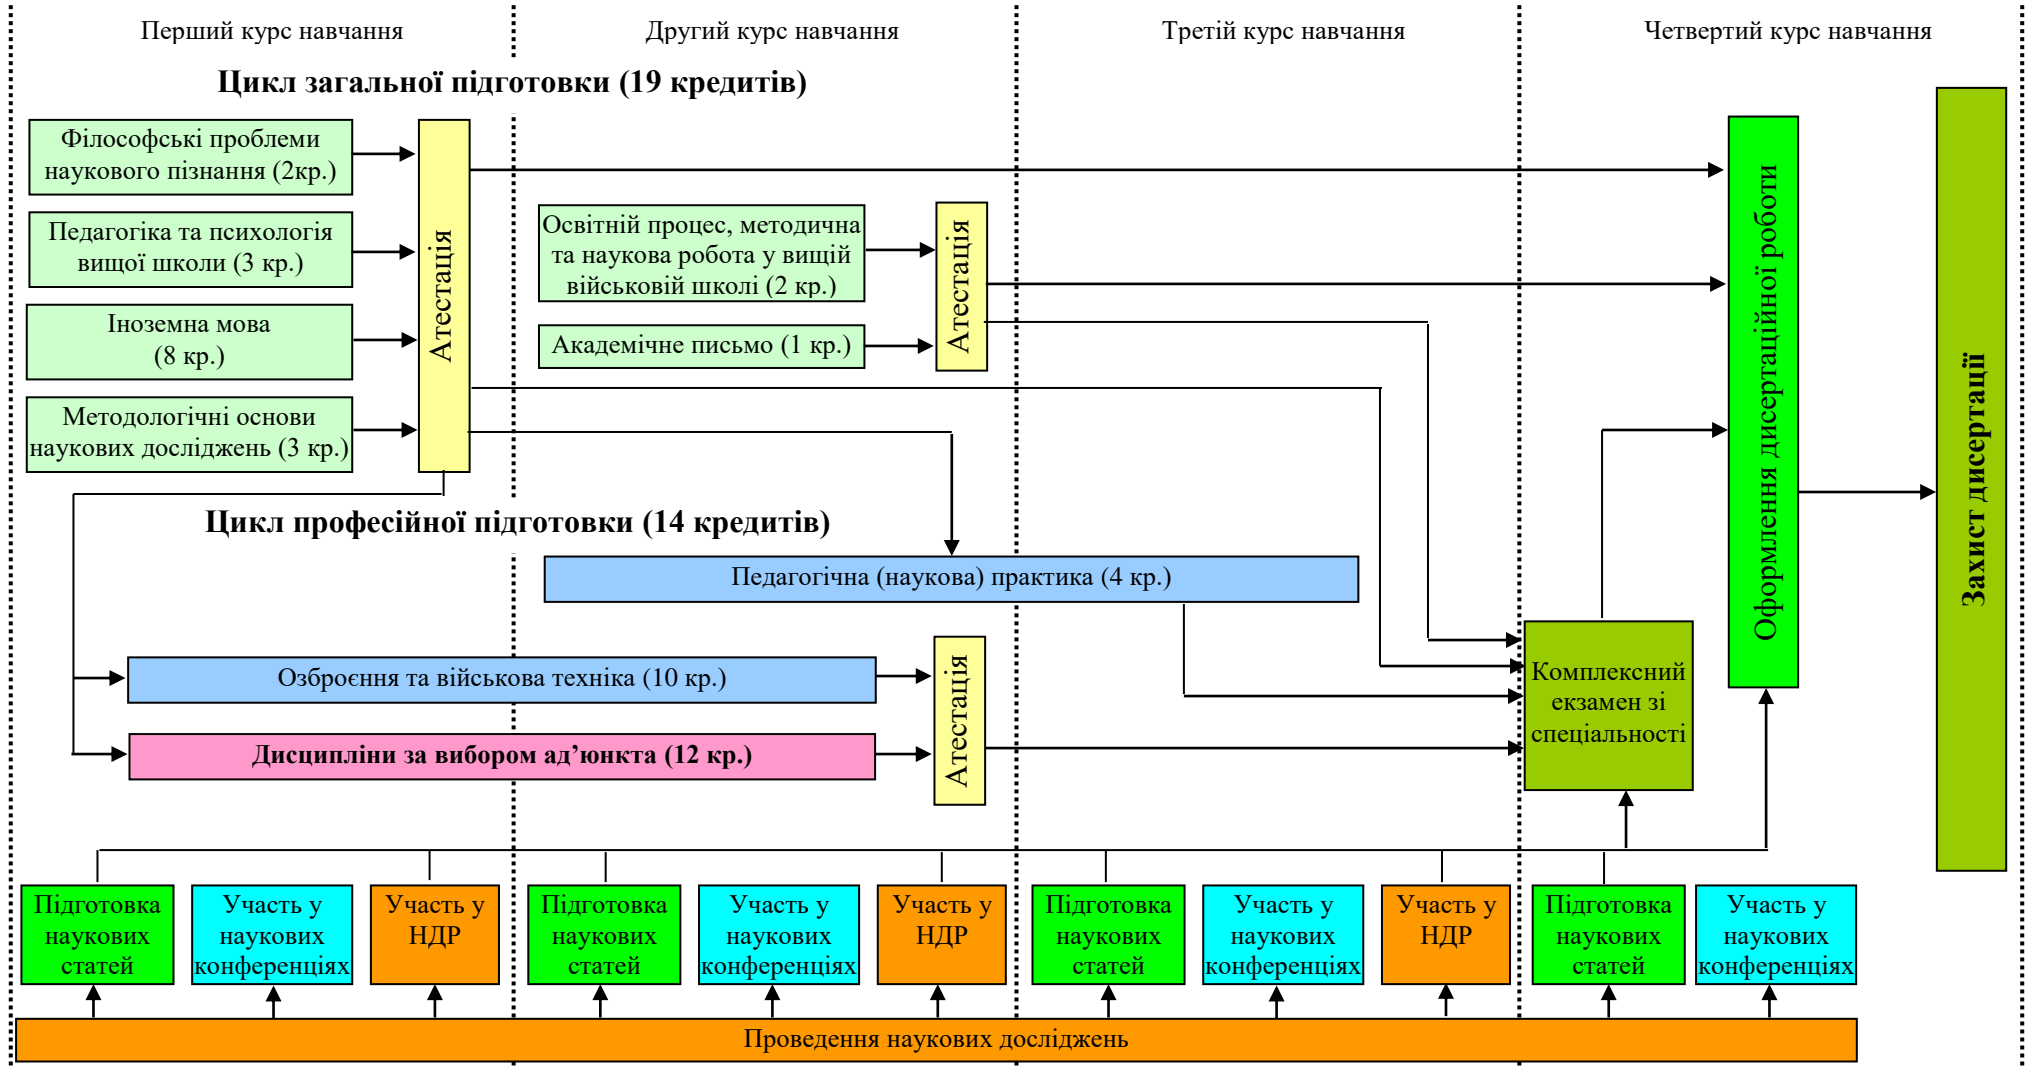 Перший курс навчання
Другий курс навчання
Третій курс навчання
Четвертий курс навчання
Цикл загальної підготовки (19 кредитів)
Філософські проблеми
наукового пізнання (2кр.)
Педагогіка та психологія
вищої школи (3 кр.)
Іноземна мова
(8 кр.)
Методологічні основи
наукових досліджень (3 кр.)
Атестація
Освітній процес, методична
та наукова робота у вищій
військовій школі (2 кр.)
Академічне письмо (1 кр.)
Атестація
Оформлення дисертаційної роботи
Захист дисертації
Цикл професійної підготовки (14 кредитів)
Педагогічна (наукова) практика (4 кр.)
Озброєння та військова техніка (10 кр.)
Дисципліни за вибором ад’юнкта (12 кр.)
Атестація
Комплексний
екзамен зі
спеціальності
Підготовка
наукових
статей
Участь у
наукових
конференціях
Участь у
НДР
Підготовка
наукових
статей
Участь у
наукових
конференціях
Участь у
НДР
Підготовка
наукових
статей
Участь у
наукових
конференціях
Участь у
НДР
Підготовка
наукових
статей
Участь у
наукових
конференціях
Проведення наукових досліджень